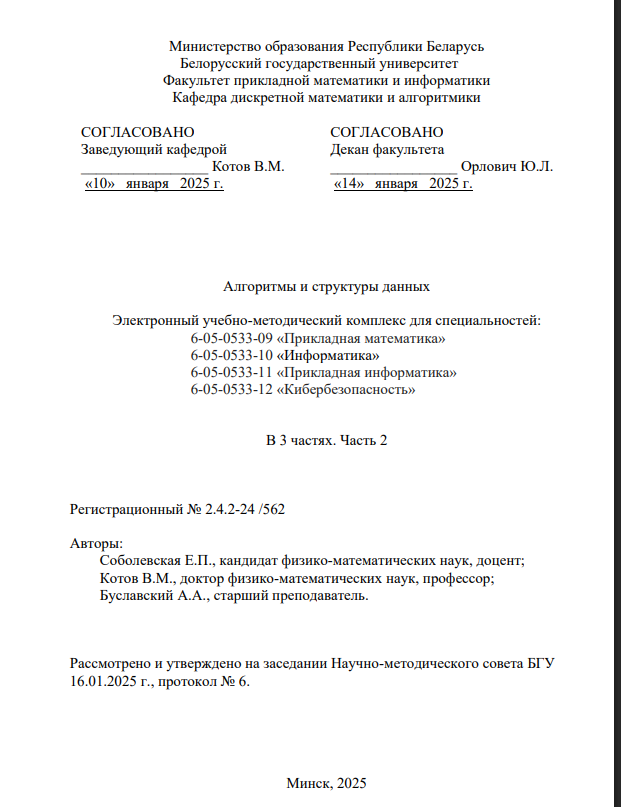 Министерство образования Республики Беларусь
Белорусский государственный университет
Факультет прикладной математики и информатики
Кафедра дискретной математики и алгоритмики
СОГЛАСОВАНО СОГЛАСОВАНО
Заведующий кафедрой Декан факультета
_________________ Котов В.М. _________________ Орлович Ю.Л.
«10» января 2025 г. «14» января 2025 г.
Алгоритмы и структуры данных
Электронный учебно-методический комплекс для специальностей:
6-05-0533-09 «Прикладная математика»
6-05-0533-10 «Информатика»
6-05-0533-11 «Прикладная информатика»
6-05-0533-12 «Кибербезопасность»
В 3 частях. Часть 2
Регистрационный № 2.4.2-24 /562
Авторы:
Соболевская Е.П., кандидат физико-математических наук, доцент;
Котов В.М., доктор физико-математических наук, профессор;
Буславский А.А., старший преподаватель.
Рассмотрено и утверждено на заседании Научно-методического совета БГУ
16.01.2025 г., протокол № 6.
Минск, 2025